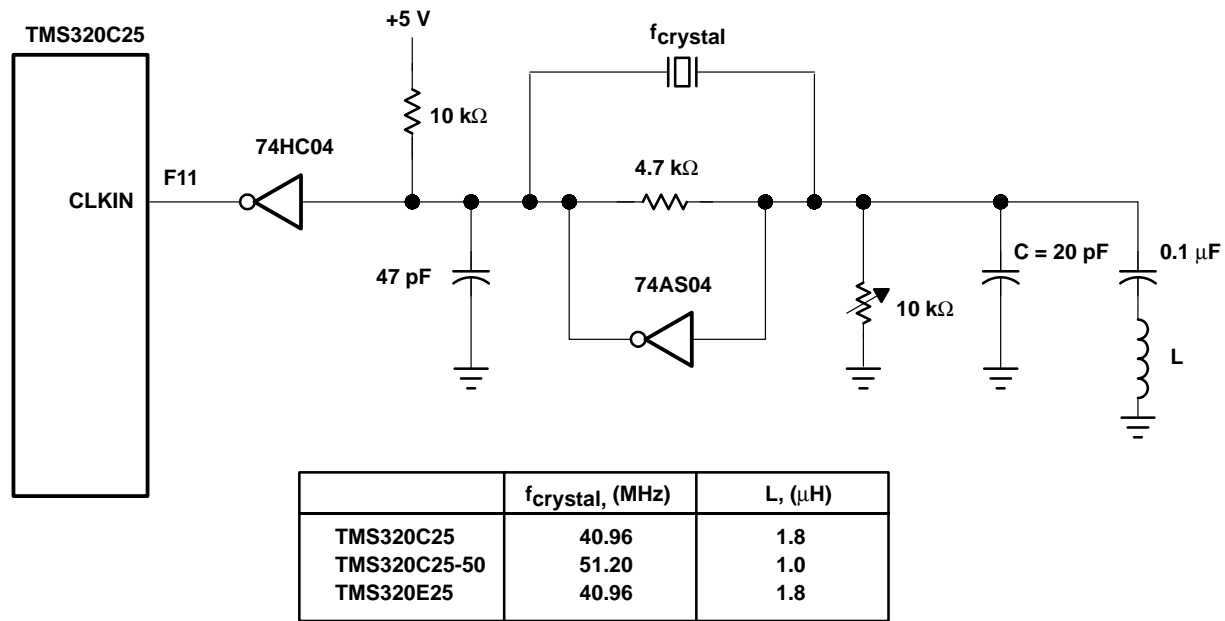 +5 V
TMS320C25
fcrystal
10 kΩ
74HC04
4.7 kΩ
F11
CLKIN
47 pF
74AS04
10 kΩ
C = 20 pF
0.1 μF
L
fcrystal, (MHz) L, (μH)
TMS320C25 40.96 1.8
TMS320C25-50 51.20 1.0
TMS320E25 40.96 1.8